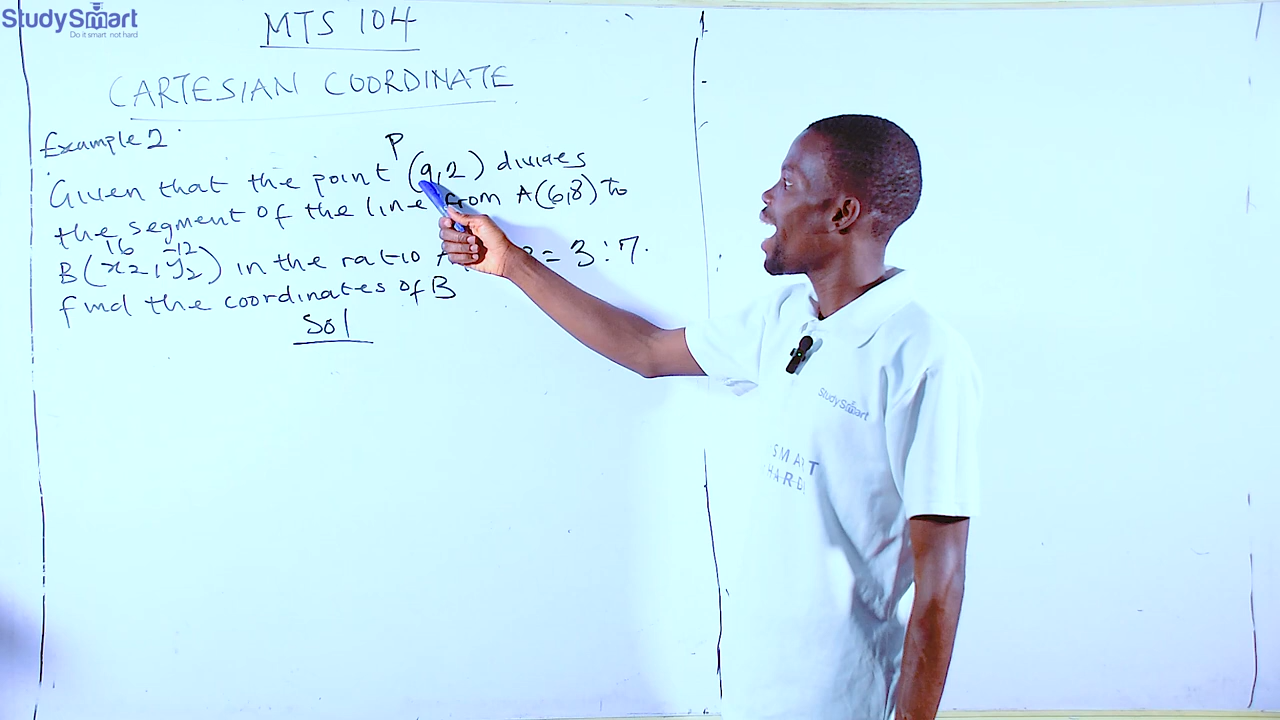 StudySmart
Do it smart not hard
MTS 104
CARTESIAN COORDINATE
Example 2
P
Given that the point (9,2) divides
the segment of the line from A(6,8) to
16 -12
B(x2, y2) in the ratio = 3:7.
find the coordinates of B
Sol
StudySmart